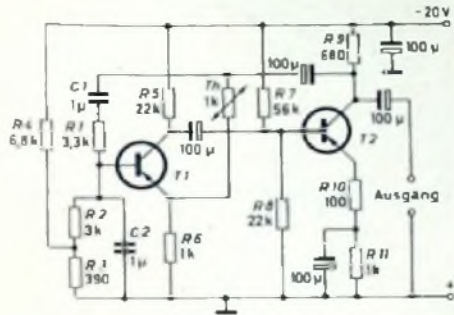 -20V
R9
680
100µ
100µ
C1
1µ
R5
22k
Th
1k
R7
56k
R4
6,8k
R1
3,3k
100µ
T1
T2
100µ
R10
100
Ausgang
R2
3k
C2
1µ
R6
1k
R8
22k
100µ
R11
1k
R3
390
+